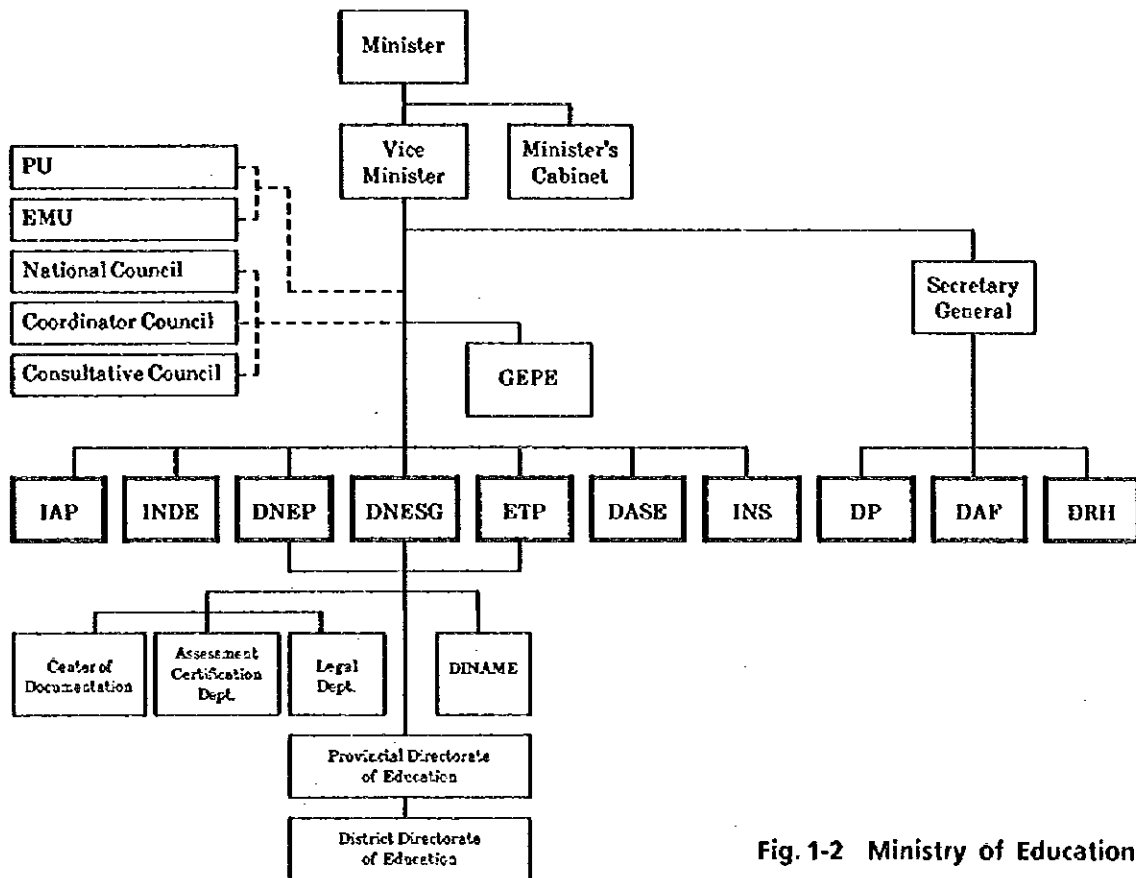 Minister
Vice
Minister
Minister's
Cabinet
PU
EMU
National Council
Coordinator Council
Consultative Council
Secretary
General
GEPE
IAP
INDE
DNEP
DNESG
ETP
DASE
INS
DP
DAF
DRH
Center of
Documentation
Assessment
Certification
Dept.
Legal
Dept.
DINAME
Provincial Directorate
of Education
District Directorate
of Education
Fig. 1-2 Ministry of Education